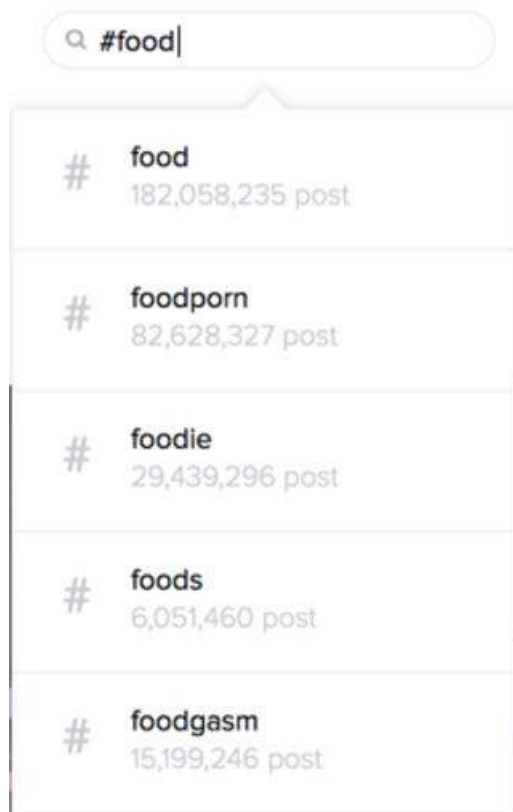 #food
# food
182,058,235 post
# foodporn
82,628,327 post
# foodie
29,439,296 post
# foods
6,051,460 post
# foodgasm
15,199,246 post